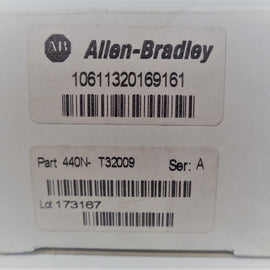 AB Allen-Bradley
10611320169161
Part 440N- T32009 Ser: A
Lot 173167